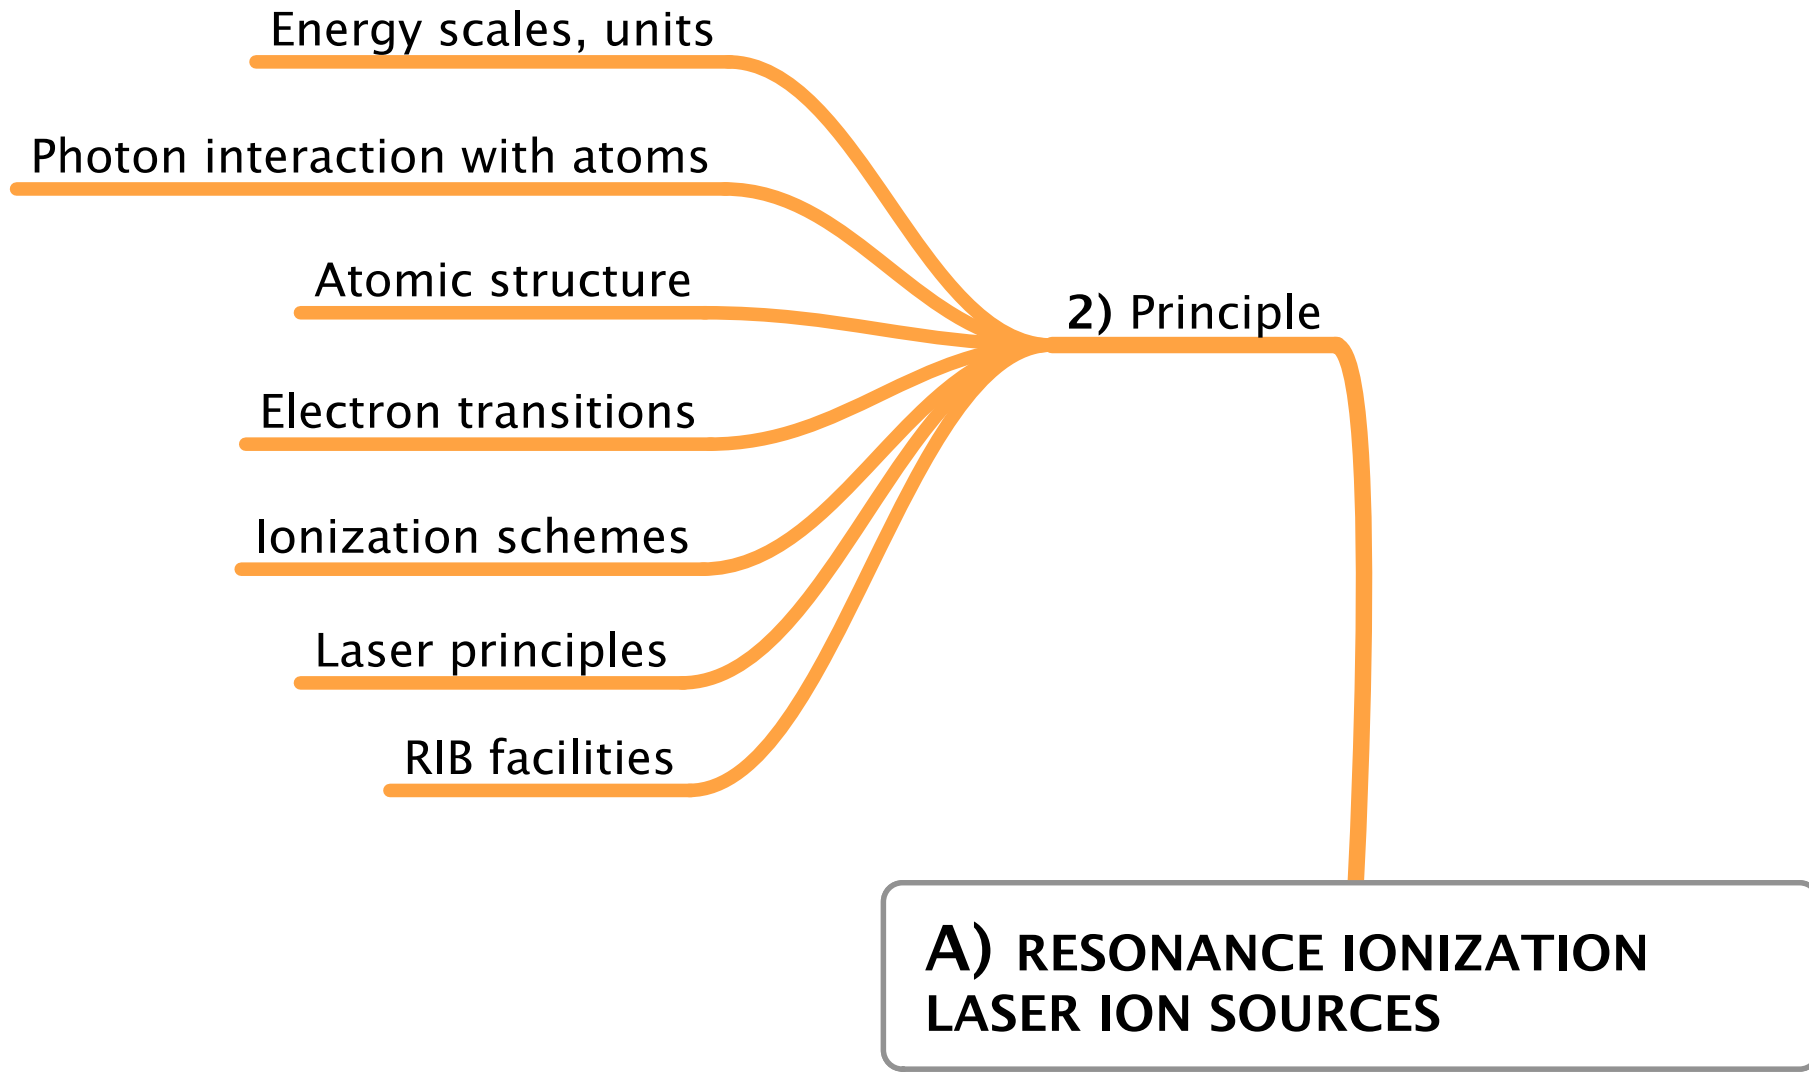 Energy scales, units
Photon interaction with atoms
Atomic structure
2) Principle
Electron transitions
Ionization schemes
Laser principles
RIB facilities
A) RESONANCE IONIZATION
LASER ION SOURCES